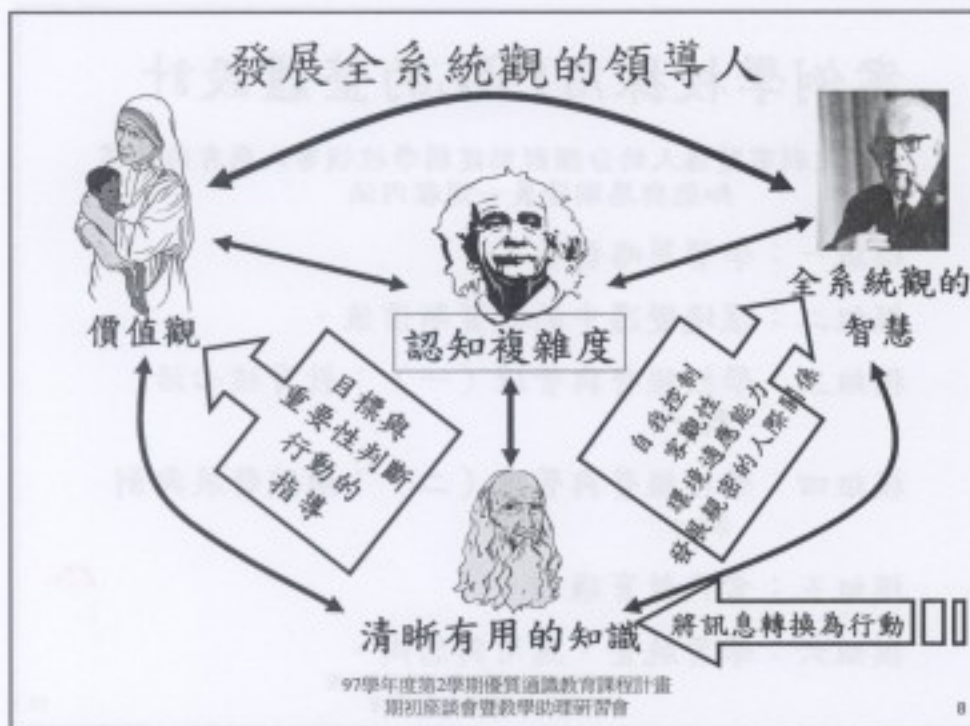 發展全系統觀的領導人
價值觀
認知複雜度
全系統觀的
智慧
目標與
重要性判斷
行動的
指導
自我控制
客觀性
環境適應能力
發展親密的人際關係
清晰有用的知識
將訊息轉換為行動
97學年度第2學期優質通識教育課程計畫
期初座談會暨教學助理研習會
8